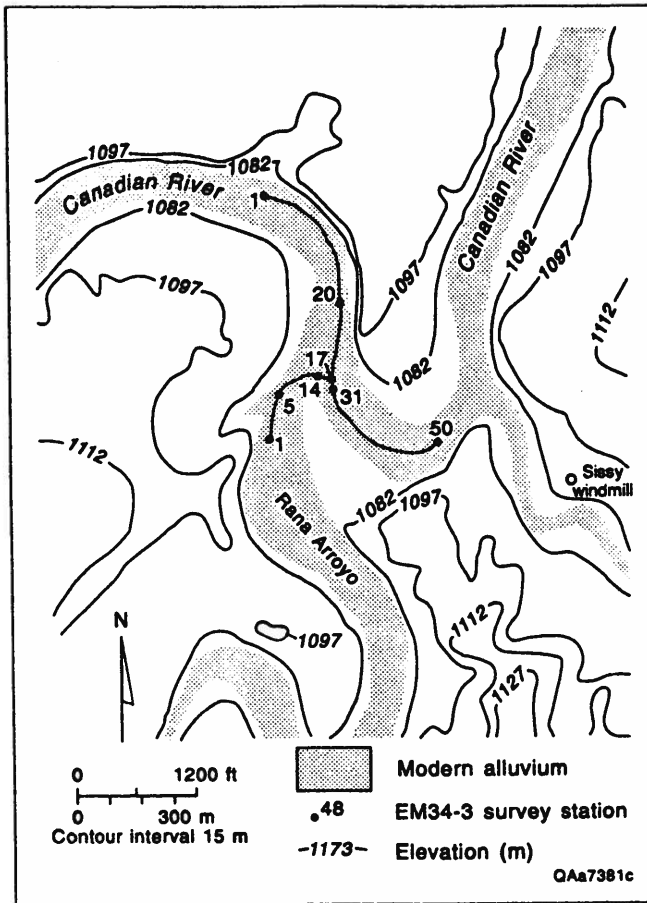 1097
1082
Canadian River
1082
1
Canadian River
1082
1097
1097
1097
1112
20
17
14
31
1082
5
50
1
1112
Sissy
windmill
1082
1097
Rana Arroyo
N
1097
1112
1127
0 1200 ft
0 300 m
Contour interval 15 m
Modern alluvium
48 EM34-3 survey station
-1173- Elevation (m)
QAa7381c